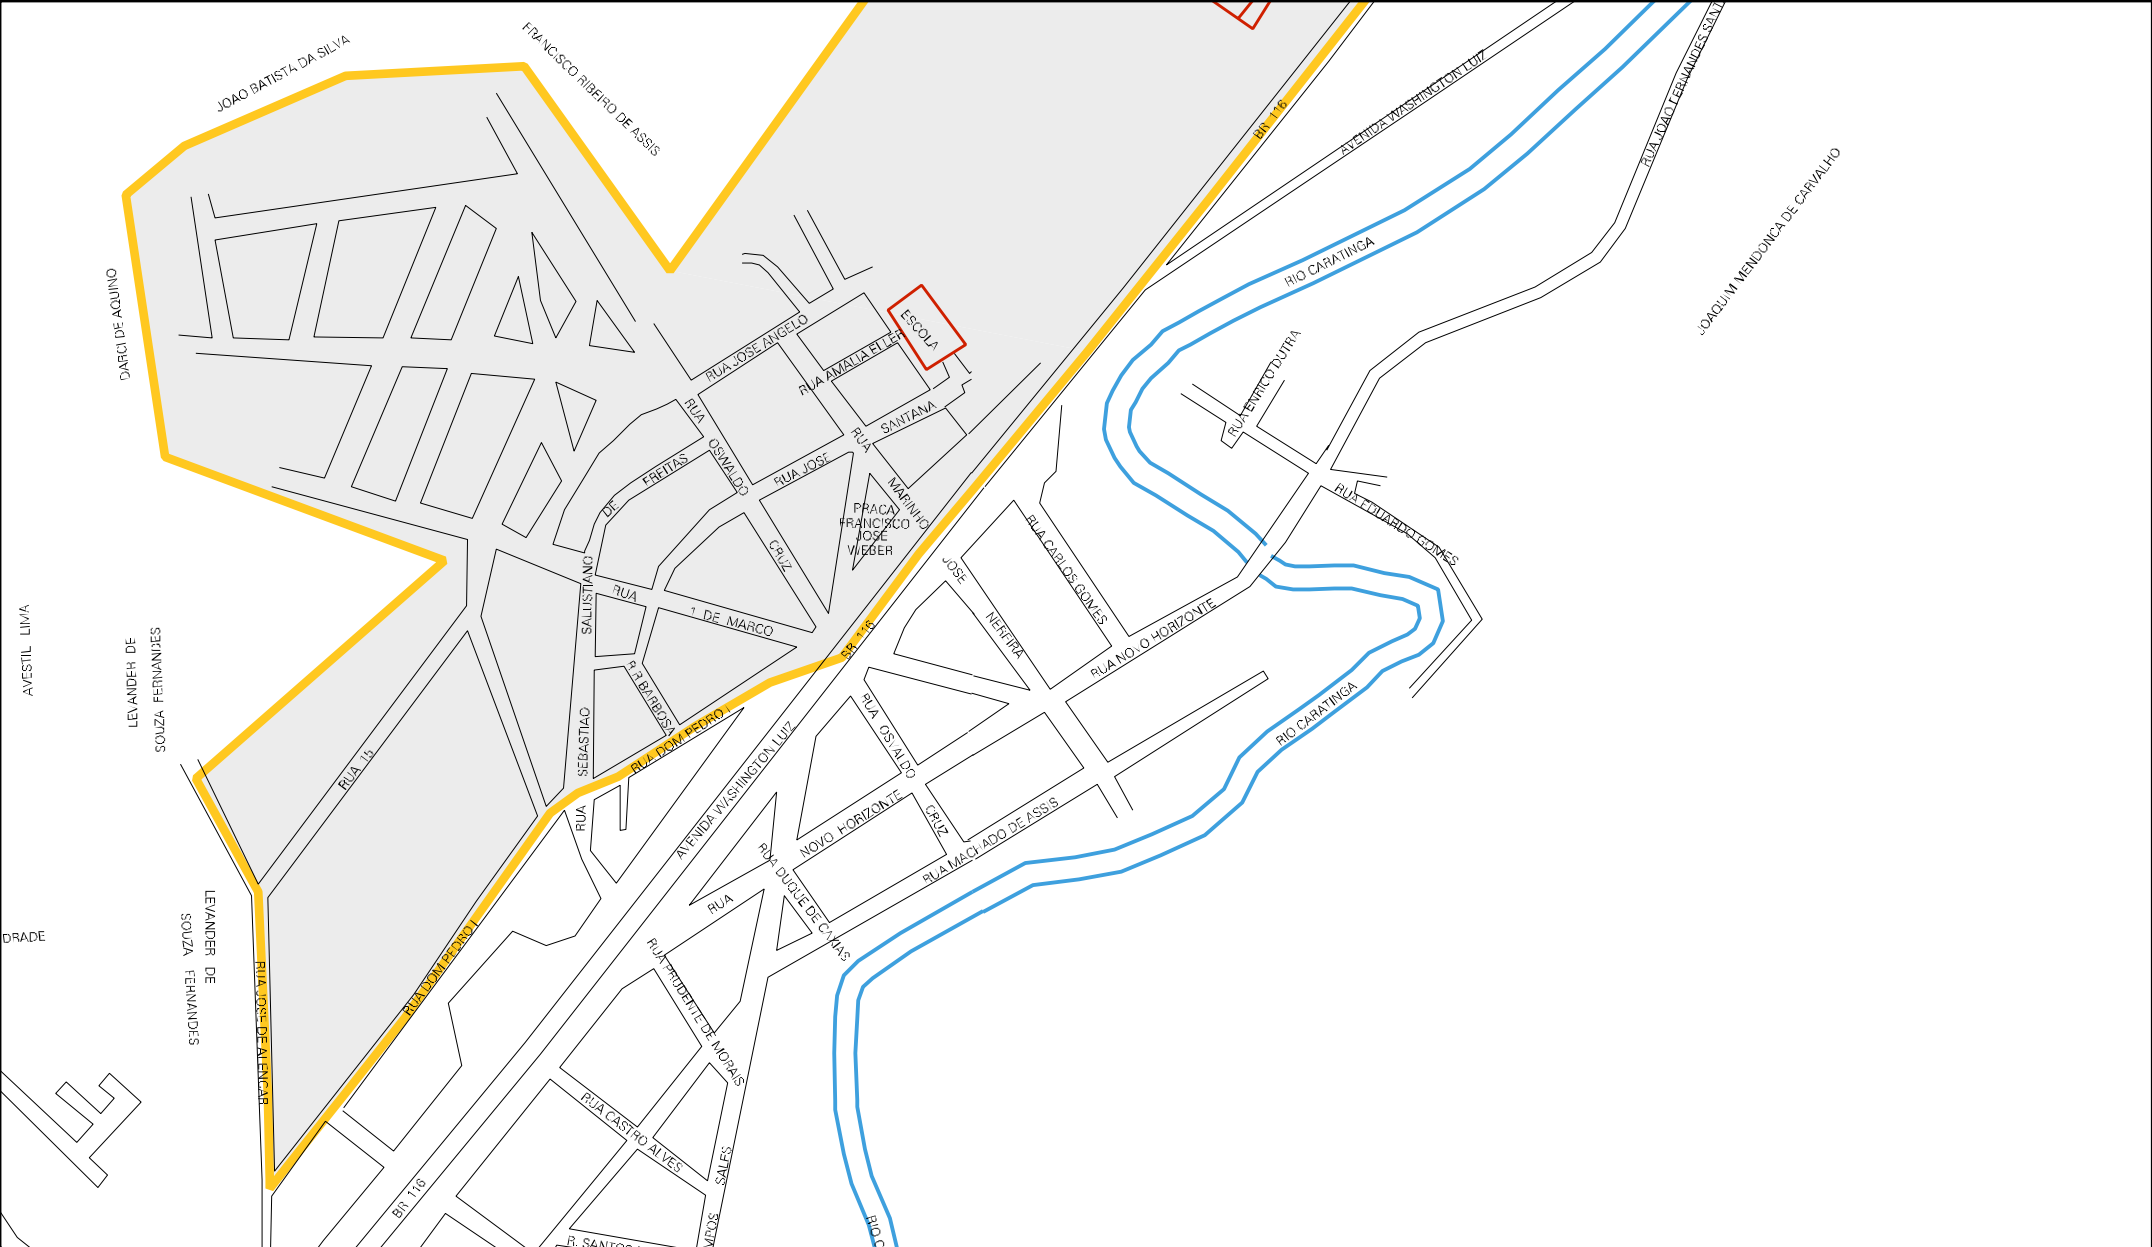 JOAO BATISTA DA SILVA
FRANCISCO RIBEIRO DE ASSIS
BR 116
AVENIDA WASHINGTON LUIZ
RUA JOAO FERNANDES SANT
JOAQUIM MENDONCA DE CARVALHO
RIO CARATINGA
DARCI DE AQUINO
ESCOLA
RUA JOSE ANGELO
RUA AMALIA ELLER
RUA ENRICO DUTRA
SANTANA
RUA JOSE
RUA OSWALDO CRUZ
DE FREITAS
RUA MARINHO
PRACA
FRANCISCO
JOSE
WEBER
RUA EDUARDO GOMES
RUA CARLOS GOMES
JOSE NERFIRA
RUA 1 DE MARCO
RUA SEBASTIAO SALUSTIANO
R R BARBOSA
BR 116
RUA NOVO HORIZONTE
AVESTIL LIMA
LEVANDER DE
SOUZA FERNANDES
RUA DOM PEDRO I
RUA 15
AVENIDA WASHINGTON LUIZ
RUA OSVALDO CRUZ
RIO CARATINGA
RUA NOVO HORIZONTE
RUA MACHADO DE ASSIS
RUA DUQUE DE CAXIAS
LEVANDER DE
SOUZA FERNANDES
DRADE
RUA DOM PEDRO I
RUA JOSE DE ALENCAR
RUA PRUDENTE DE MORAIS
RUA CASTRO ALVES
SALES
MPOS
BR 116
R. SANTOS
RIO C